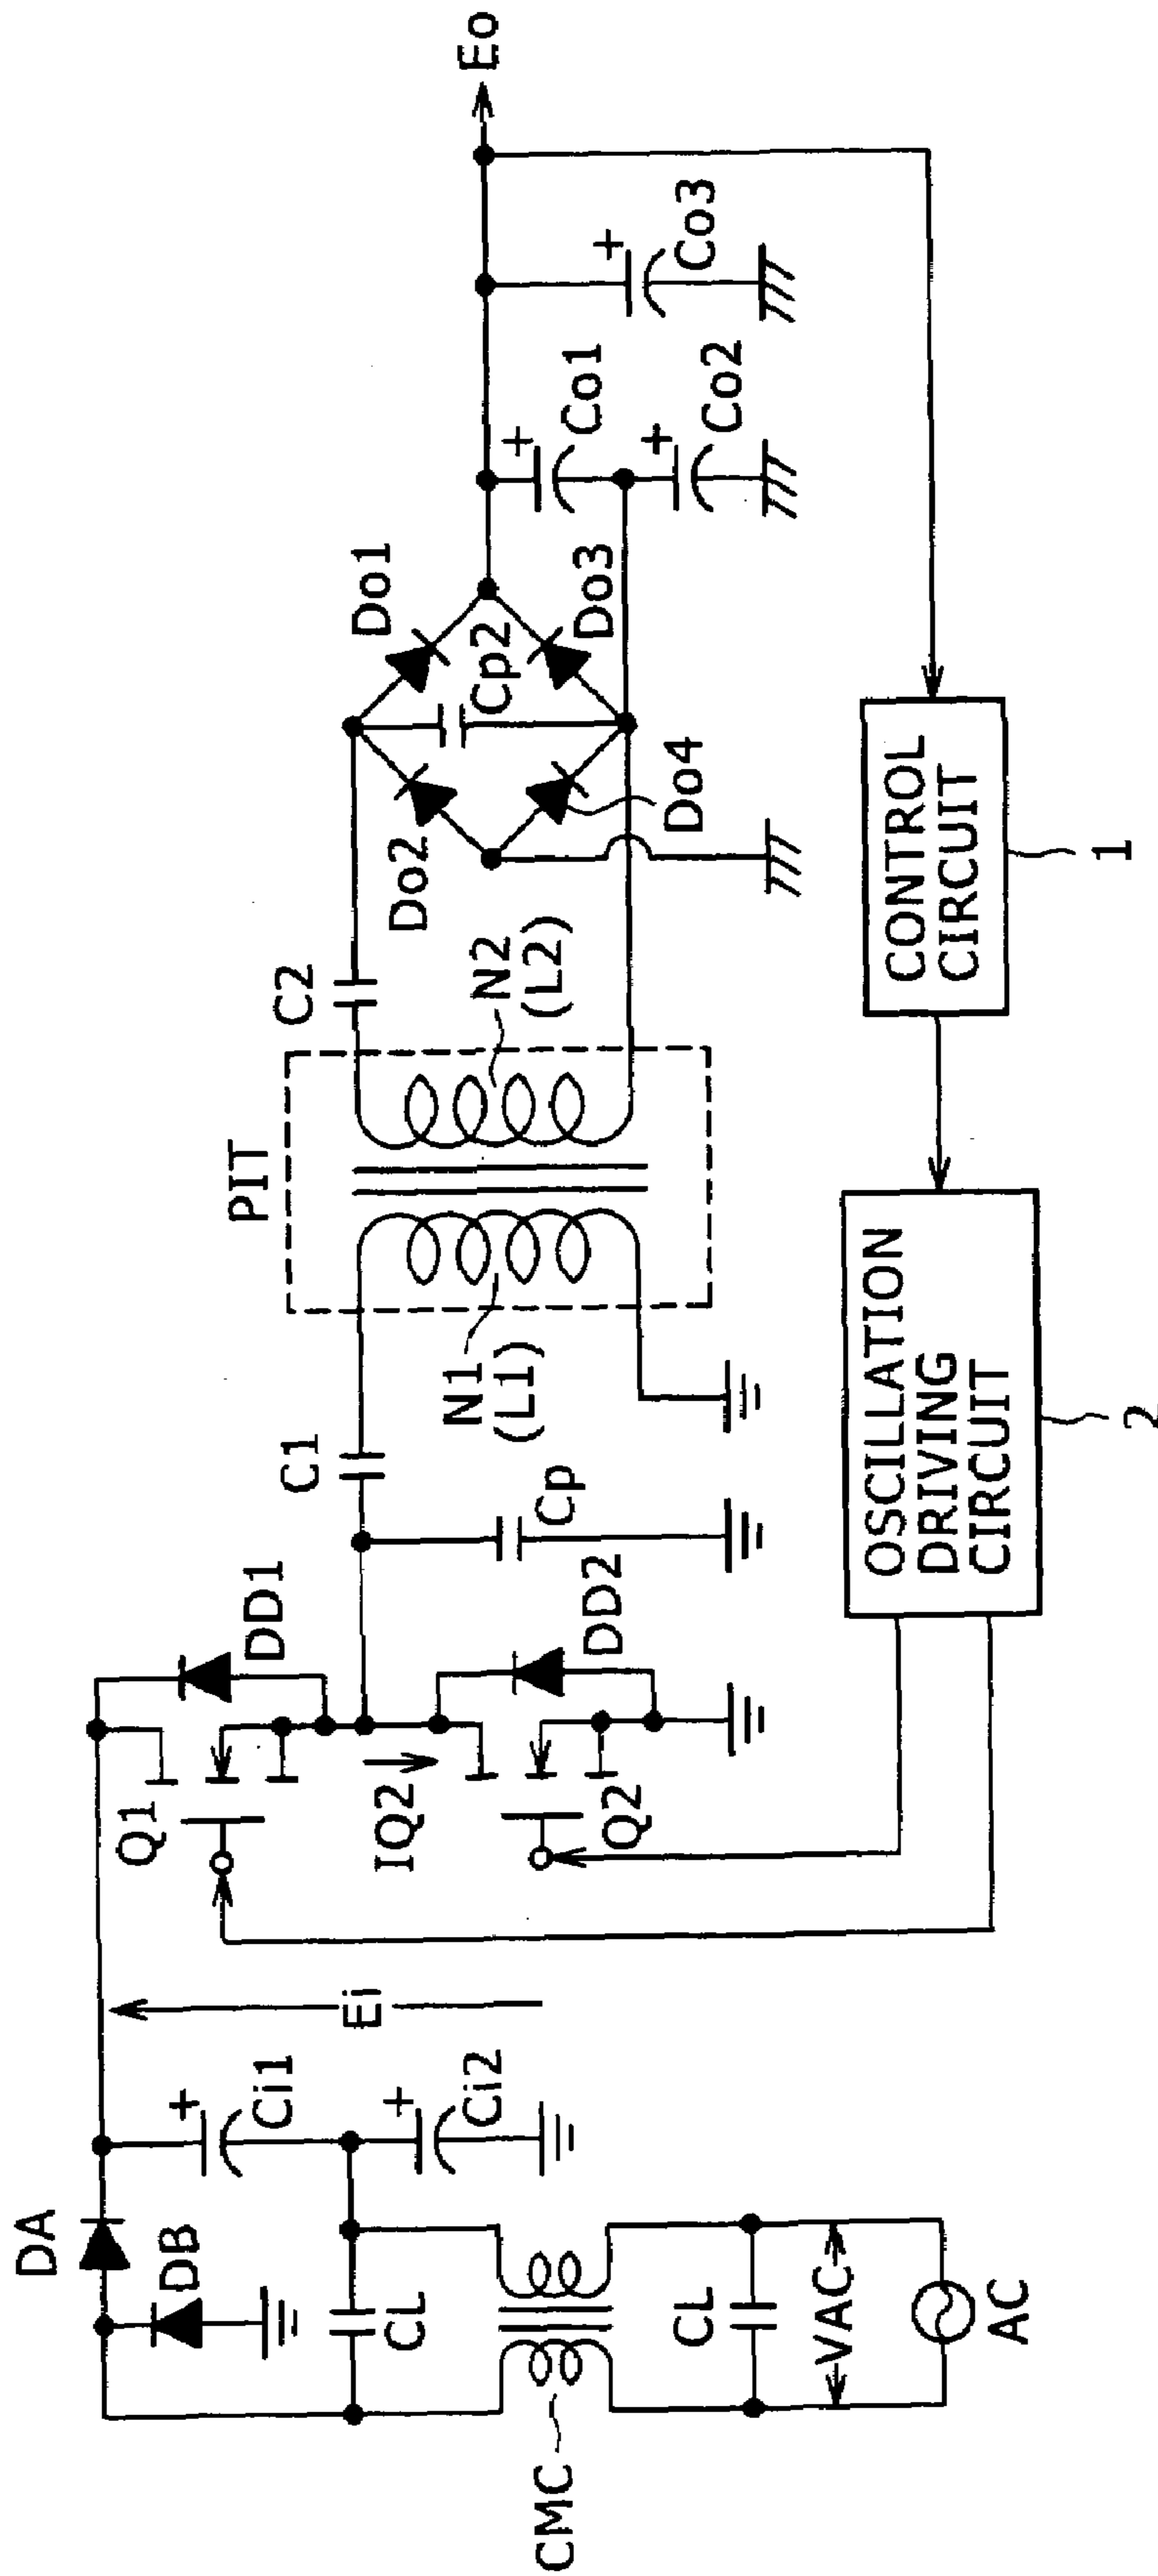 DA
DB
CL
CMC
CL
VAC
AC
+
Ci1
+
Ci2
Ei
Q1
DD1
IQ2
Q2
DD2
C1
Cp
N1
(L1)
PIT
N2
(L2)
C2
Do2
Do1
Cp2
Do3
Do4
+
Co1
+
Co2
+
Co3
Eo
OSCILLATION
DRIVING
CIRCUIT
2
CONTROL
CIRCUIT
1